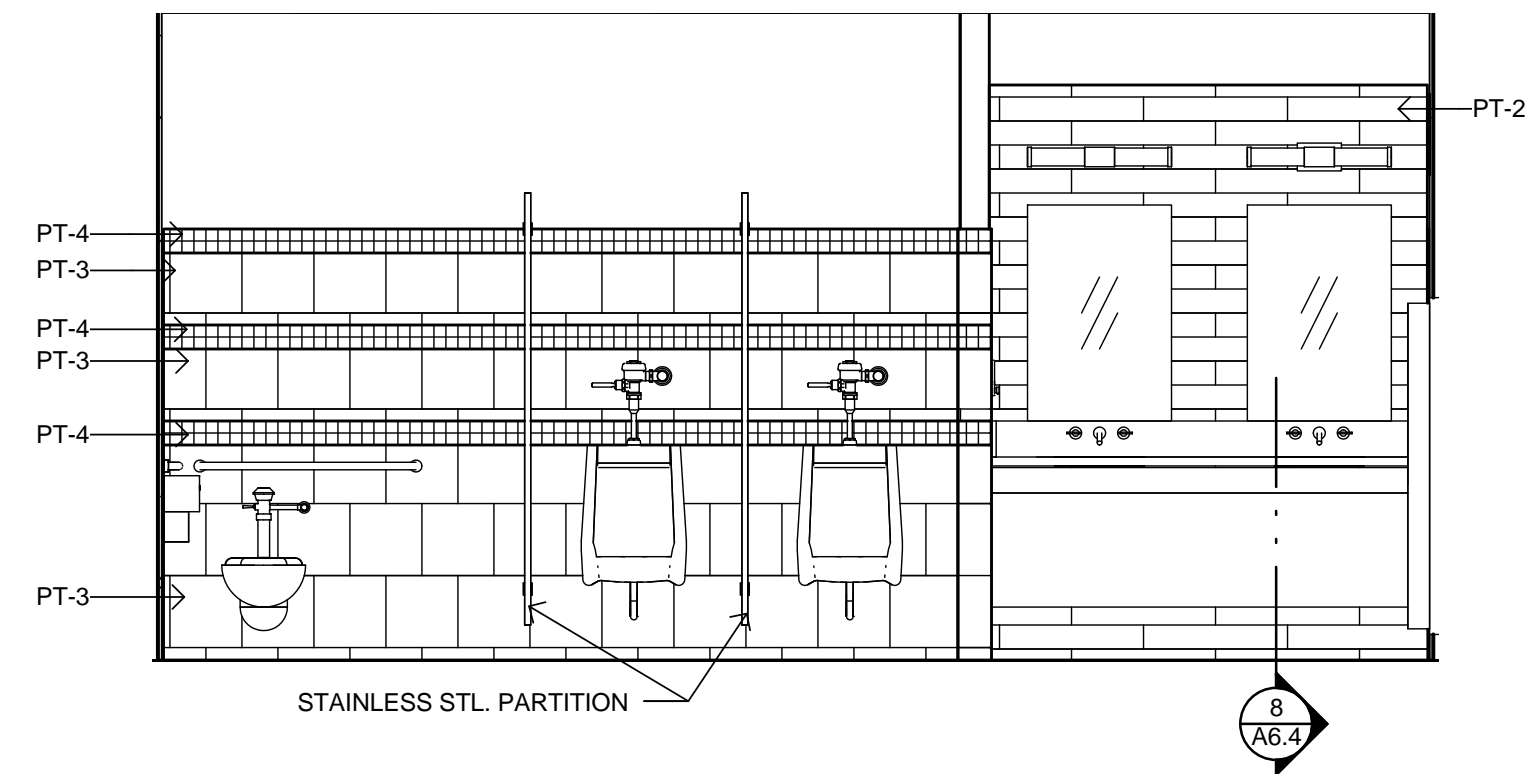 PT-2
PT-4
PT-3
PT-4
PT-3
PT-4
PT-3
STAINLESS STL. PARTITION
8
A6.4